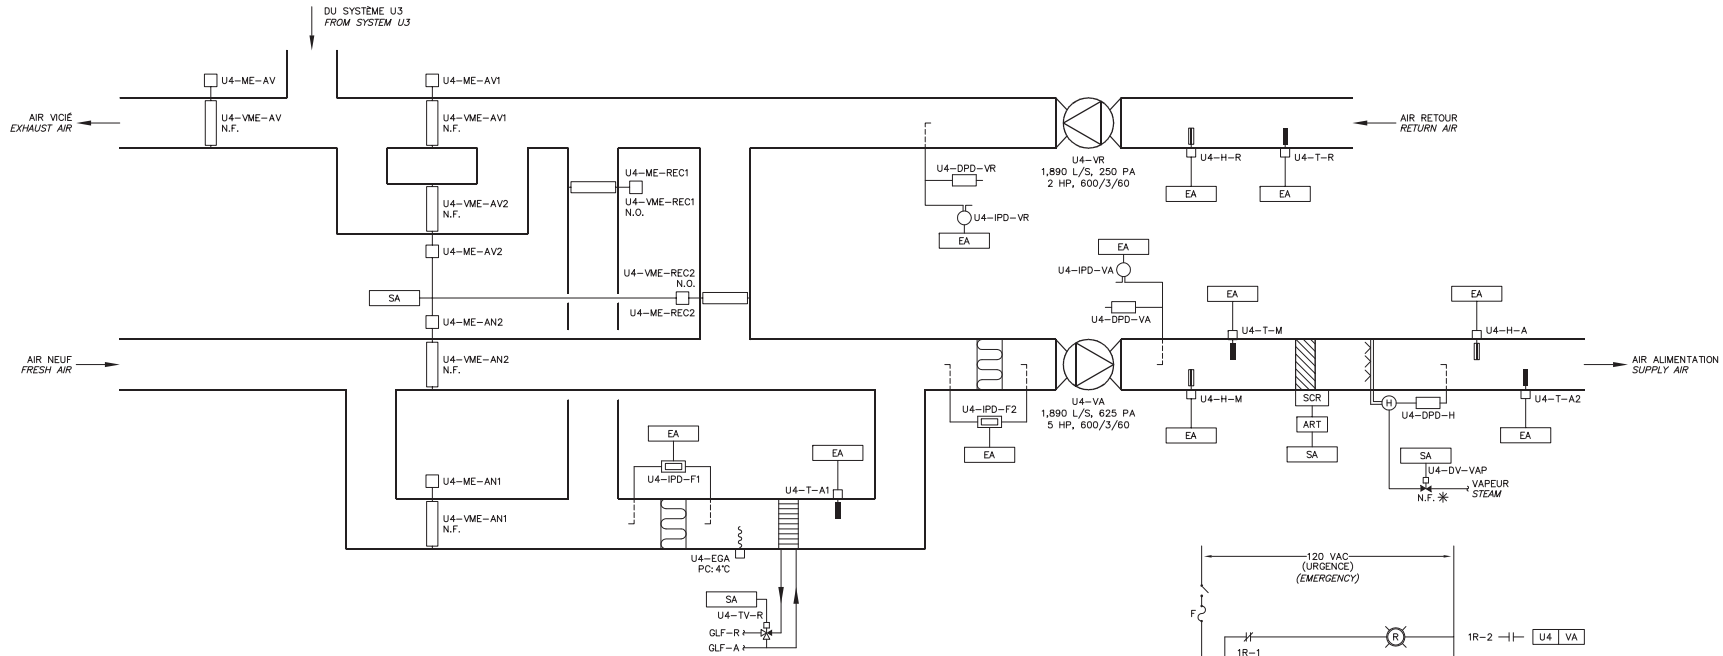 DU SYSTÈME U3
FROM SYSTEM U3
U4-ME-AV
U4-ME-AV1
AIR VICIÉ
EXHAUST AIR
U4-VME-AV
N.F.
U4-VME-AV1
N.F.
AIR RETOUR
RETURN AIR
U4-VR
1,890 L/S, 250 PA
2 HP, 600/3/60
U4-H-R
U4-T-R
EA
EA
U4-DPD-VR
U4-IPD-VR
EA
U4-ME-REC1
U4-VME-REC1
N.O.
U4-VME-AV2
N.F.
U4-ME-AV2
U4-VME-REC2
N.O.
U4-ME-REC2
SA
U4-ME-AN2
EA
U4-IPD-VA
U4-DPD-VA
EA
U4-T-M
EA
U4-H-A
AIR NEUF
FRESH AIR
U4-VME-AN2
N.F.
AIR ALIMENTATION
SUPPLY AIR
U4-VA
1,890 L/S, 625 PA
5 HP, 600/3/60
U4-IPD-F2
EA
U4-H-M
EA
SCR
ART
SA
H
U4-DPD-H
U4-T-A2
EA
SA
U4-DV-VAP
N.F.
VAPEUR
STEAM
EA
U4-IPD-F1
EA
U4-T-A1
U4-ME-AN1
U4-VME-AN1
N.F.
U4-EGA
PC: 4°C
SA
U4-TV-R
GLF-R
GLF-A
120 VAC
(URGENCE)
(EMERGENCY)
F
1R-1
R
1R-2
U4 VA